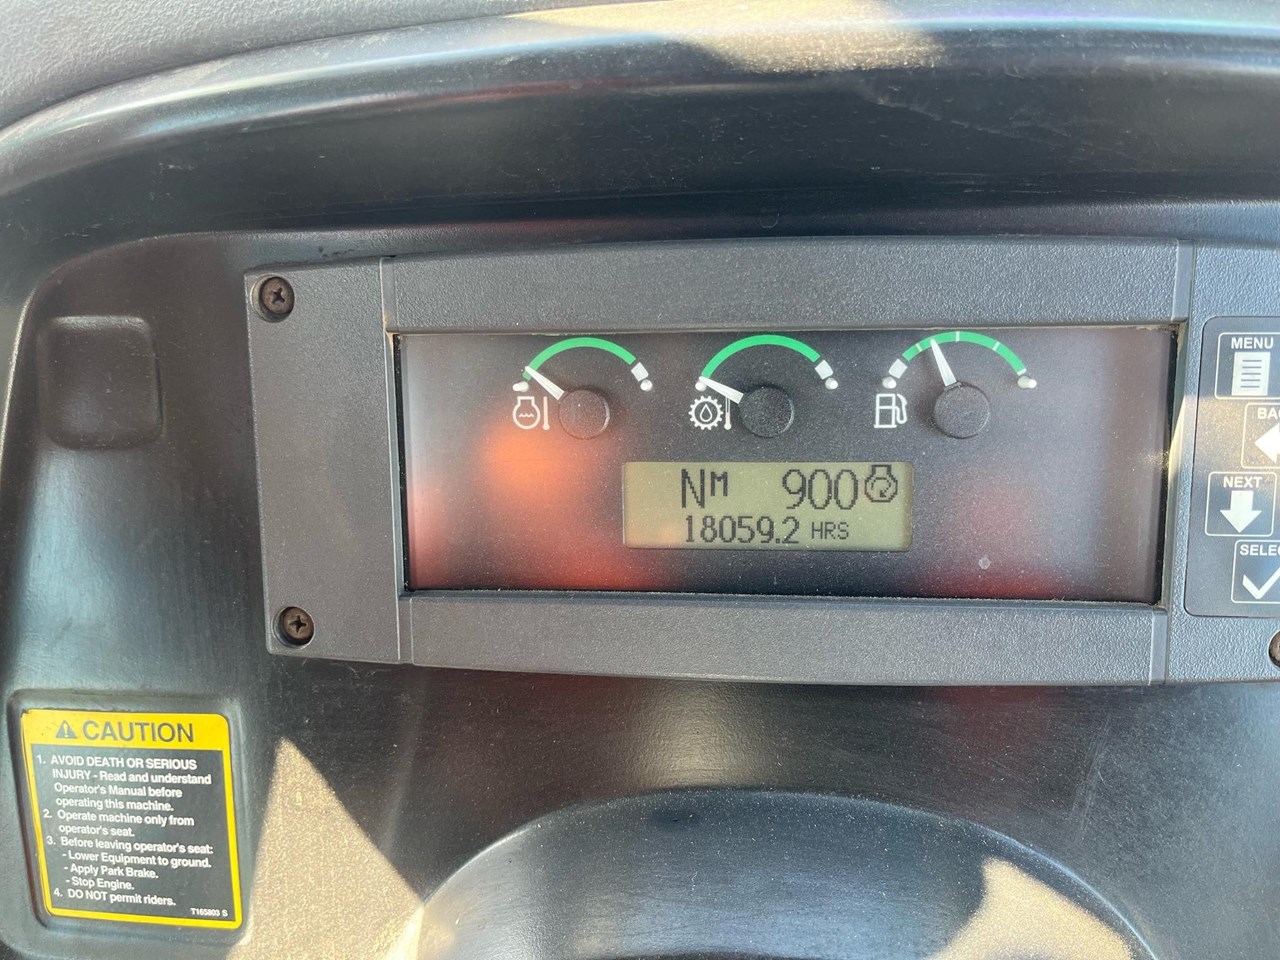 MENU
BA
NEXT
SELE
Nᴹ 900
18059.2 HRS
CAUTION
1. AVOID DEATH OR SERIOUS
INJURY - Read and understand
Operator's Manual before
operating this machine.
2. Operate machine only from
operator's seat.
3. Before leaving operator's seat:
- Lower Equipment to ground.
- Apply Park Brake.
- Stop Engine.
4. DO NOT permit riders.
T165803 S